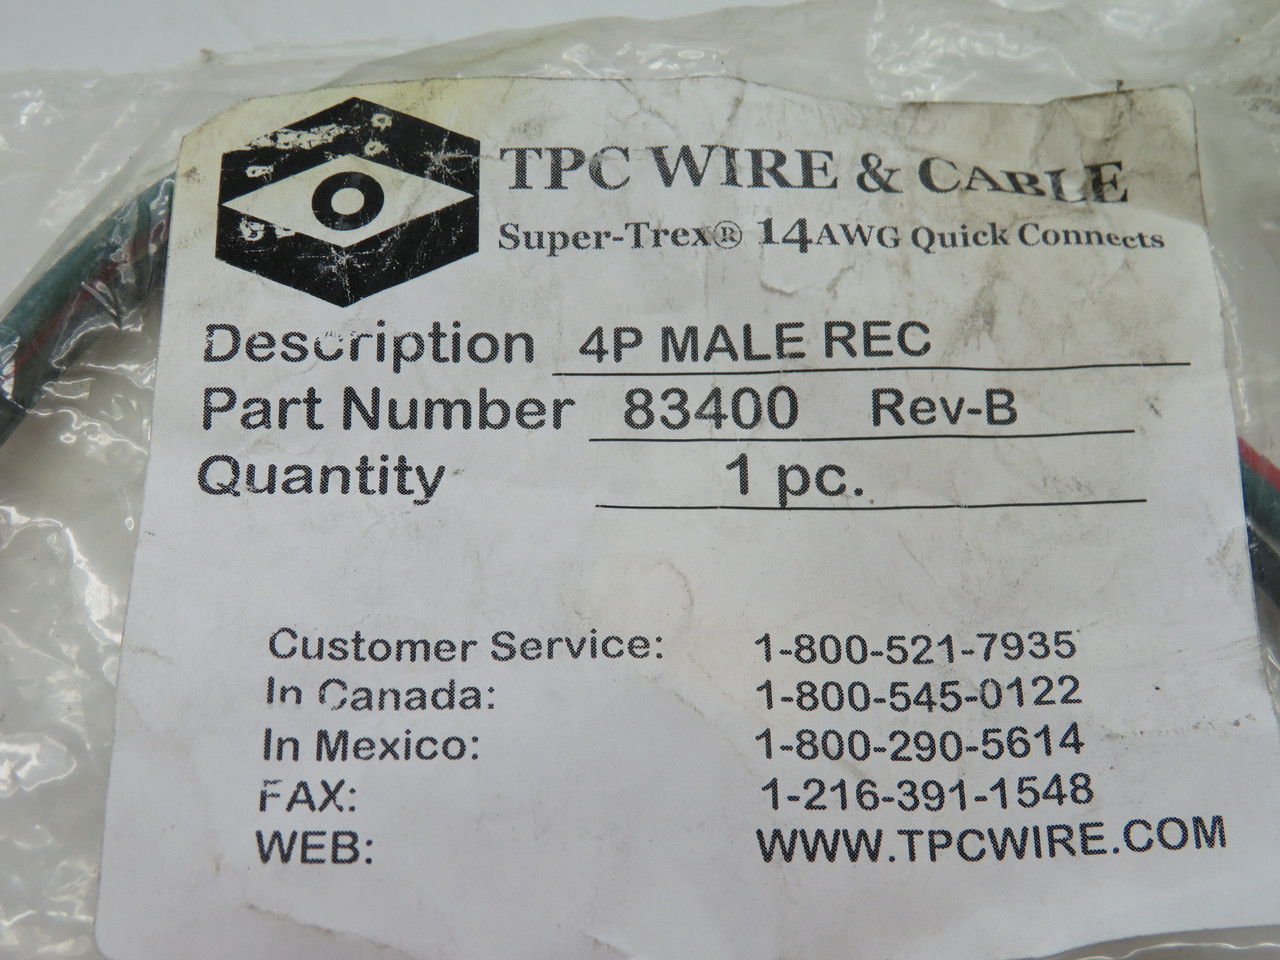 TPC WIRE & CABLE
Super-Trex® 14AWG Quick Connects
Description 4P MALE REC
Part Number 83400 Rev-B
Quantity 1 pc.
Customer Service: 1-800-521-7935
In Canada: 1-800-545-0122
In Mexico: 1-800-290-5614
FAX: 1-216-391-1548
WEB: WWW.TPCWIRE.COM